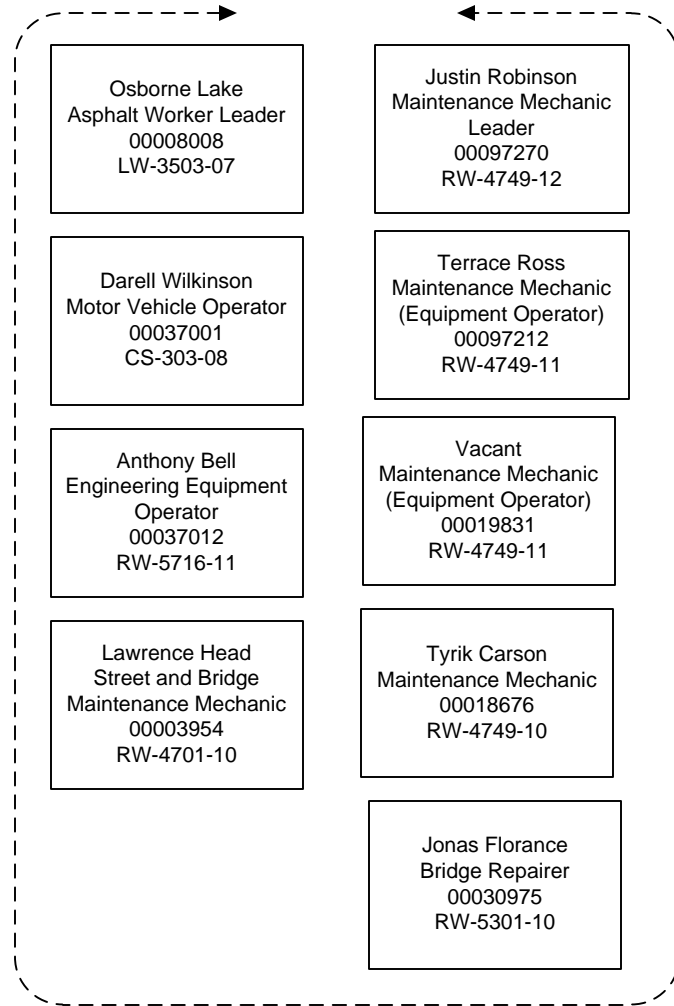 Osborne Lake
Asphalt Worker Leader
00008008
LW-3503-07
Darell Wilkinson
Motor Vehicle Operator
00037001
CS-303-08
Anthony Bell
Engineering Equipment
Operator
00037012
RW-5716-11
Lawrence Head
Street and Bridge
Maintenance Mechanic
00003954
RW-4701-10
Justin Robinson
Maintenance Mechanic
Leader
00097270
RW-4749-12
Terrace Ross
Maintenance Mechanic
(Equipment Operator)
00097212
RW-4749-11
Vacant
Maintenance Mechanic
(Equipment Operator)
00019831
RW-4749-11
Tyrik Carson
Maintenance Mechanic
00018676
RW-4749-10
Jonas Florance
Bridge Repairer
00030975
RW-5301-10